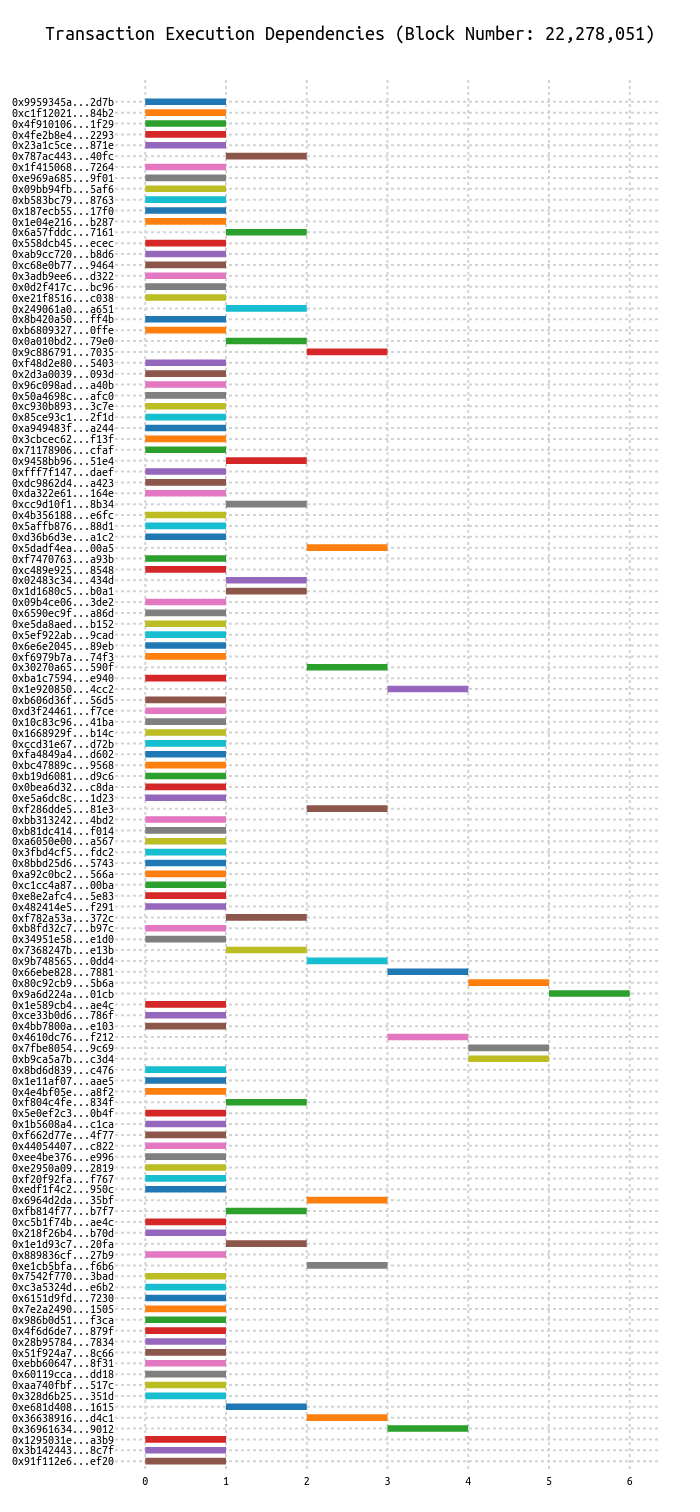 Transaction Execution Dependencies (Block Number: 22,278,051)
0x9959345a...2d7b
0xc1f12021...84b2
0x4f910106...1f29
0x4fe2b8e4...2293
0x23a1c5ce...871e
0x787ac443...40fc
0x1f415068...7264
0xe969a685...9f01
0x09bb94fb...5af6
0xb583bc79...8763
0x187ecb55...17f0
0x1e04e216...b287
0x6a57fddc...7161
0x558dcb45...ecec
0xab9cc720...b8d6
0xc68e0b77...9464
0x3adb9ee6...d322
0x0d2f417c...bc96
0xe21f8516...c038
0x249061a0...a651
0x8b420a50...ff4b
0xb6809327...0ffe
0x0a010bd2...79e0
0x9c886791...7035
0xf48d2e80...5403
0x2d3a0039...093d
0x96c098ad...a40b
0x50a4698c...afc0
0xc930b893...3c7e
0x85ce93c1...2f1d
0xa949483f...a244
0x3cbcec62...f13f
0x71178906...cfaf
0x9458bb96...51e4
0xfff7f147...daef
0xdc9862d4...a423
0xda322e61...164e
0xcc9d10f1...8b34
0x4b356188...e6fc
0x5affb876...88d1
0xd36b6d3e...a1c2
0x5dadf4ea...00a5
0xf7470763...a93b
0xc489e925...8548
0x02483c34...434d
0x1d1680c5...b0a1
0x09b4ce06...3de2
0x6590ec9f...a86d
0xe5da8aed...b152
0x5ef922ab...9cad
0x6e6e2045...89eb
0xf6979b7a...74f3
0x30270a65...590f
0xba1c7594...e940
0x1e920850...4cc2
0xb606d36f...56d5
0xd3f24461...f7ce
0x10c83c96...41ba
0x1668929f...b14c
0xccd31e67...d72b
0xfa4849a4...d602
0xbc47889c...9568
0xb19d6081...d9c6
0x0bea6d32...c8da
0xe5a6dc8c...1d23
0xf286dde5...81e3
0xbb313242...4bd2
0xb81dc414...f014
0xa6050e00...a567
0x3fbd4cf5...fdc2
0x8bbd25d6...5743
0xa92c0bc2...566a
0xc1cc4a87...00ba
0xe8e2afc4...5e83
0x482414e5...f291
0xf782a53a...372c
0xb8fd32c7...b97c
0x34951e58...e1d0
0x7368247b...e13b
0x9b748565...0dd4
0x66ebe828...7881
0x80c92cb9...5b6a
0x9a6d224a...01cb
0x1e589cb4...ae4c
0xce33b0d6...786f
0x4bb7800a...e103
0x4610dc76...f212
0x7fbe8054...9c69
0xb9ca5a7b...c3d4
0x8bd6d839...c476
0x1e11af07...aae5
0x4e4bf05e...a8f2
0xf804c4fe...834f
0x5e0ef2c3...0b4f
0x1b5608a4...c1ca
0xf662d77e...4f77
0x44054407...c822
0xee4be376...e996
0xe2950a09...2819
0xf20f92fa...f767
0xedf1f4c2...950c
0x6964d2da...35bf
0xfb814f77...b7f7
0xc5b1f74b...ae4c
0x218f26b4...b70d
0x1e1d93c7...20fa
0x889836cf...27b9
0xe1cb5bfa...f6b6
0x7542f770...3bad
0xc3a5324d...e6b2
0x6151d9fd...7230
0x7e2a2490...1505
0x986b0d51...f3ca
0x4f6d6de7...879f
0x28b95784...7834
0x51f924a7...8c66
0xebb60647...8f31
0x60119cca...dd18
0xaa740fbf...517c
0x328d6b25...351d
0xe681d408...1615
0x36638916...d4c1
0x36961634...9012
0x1295031e...a3b9
0x3b142443...8c7f
0x91f112e6...ef20
0 1 2 3 4 5 6